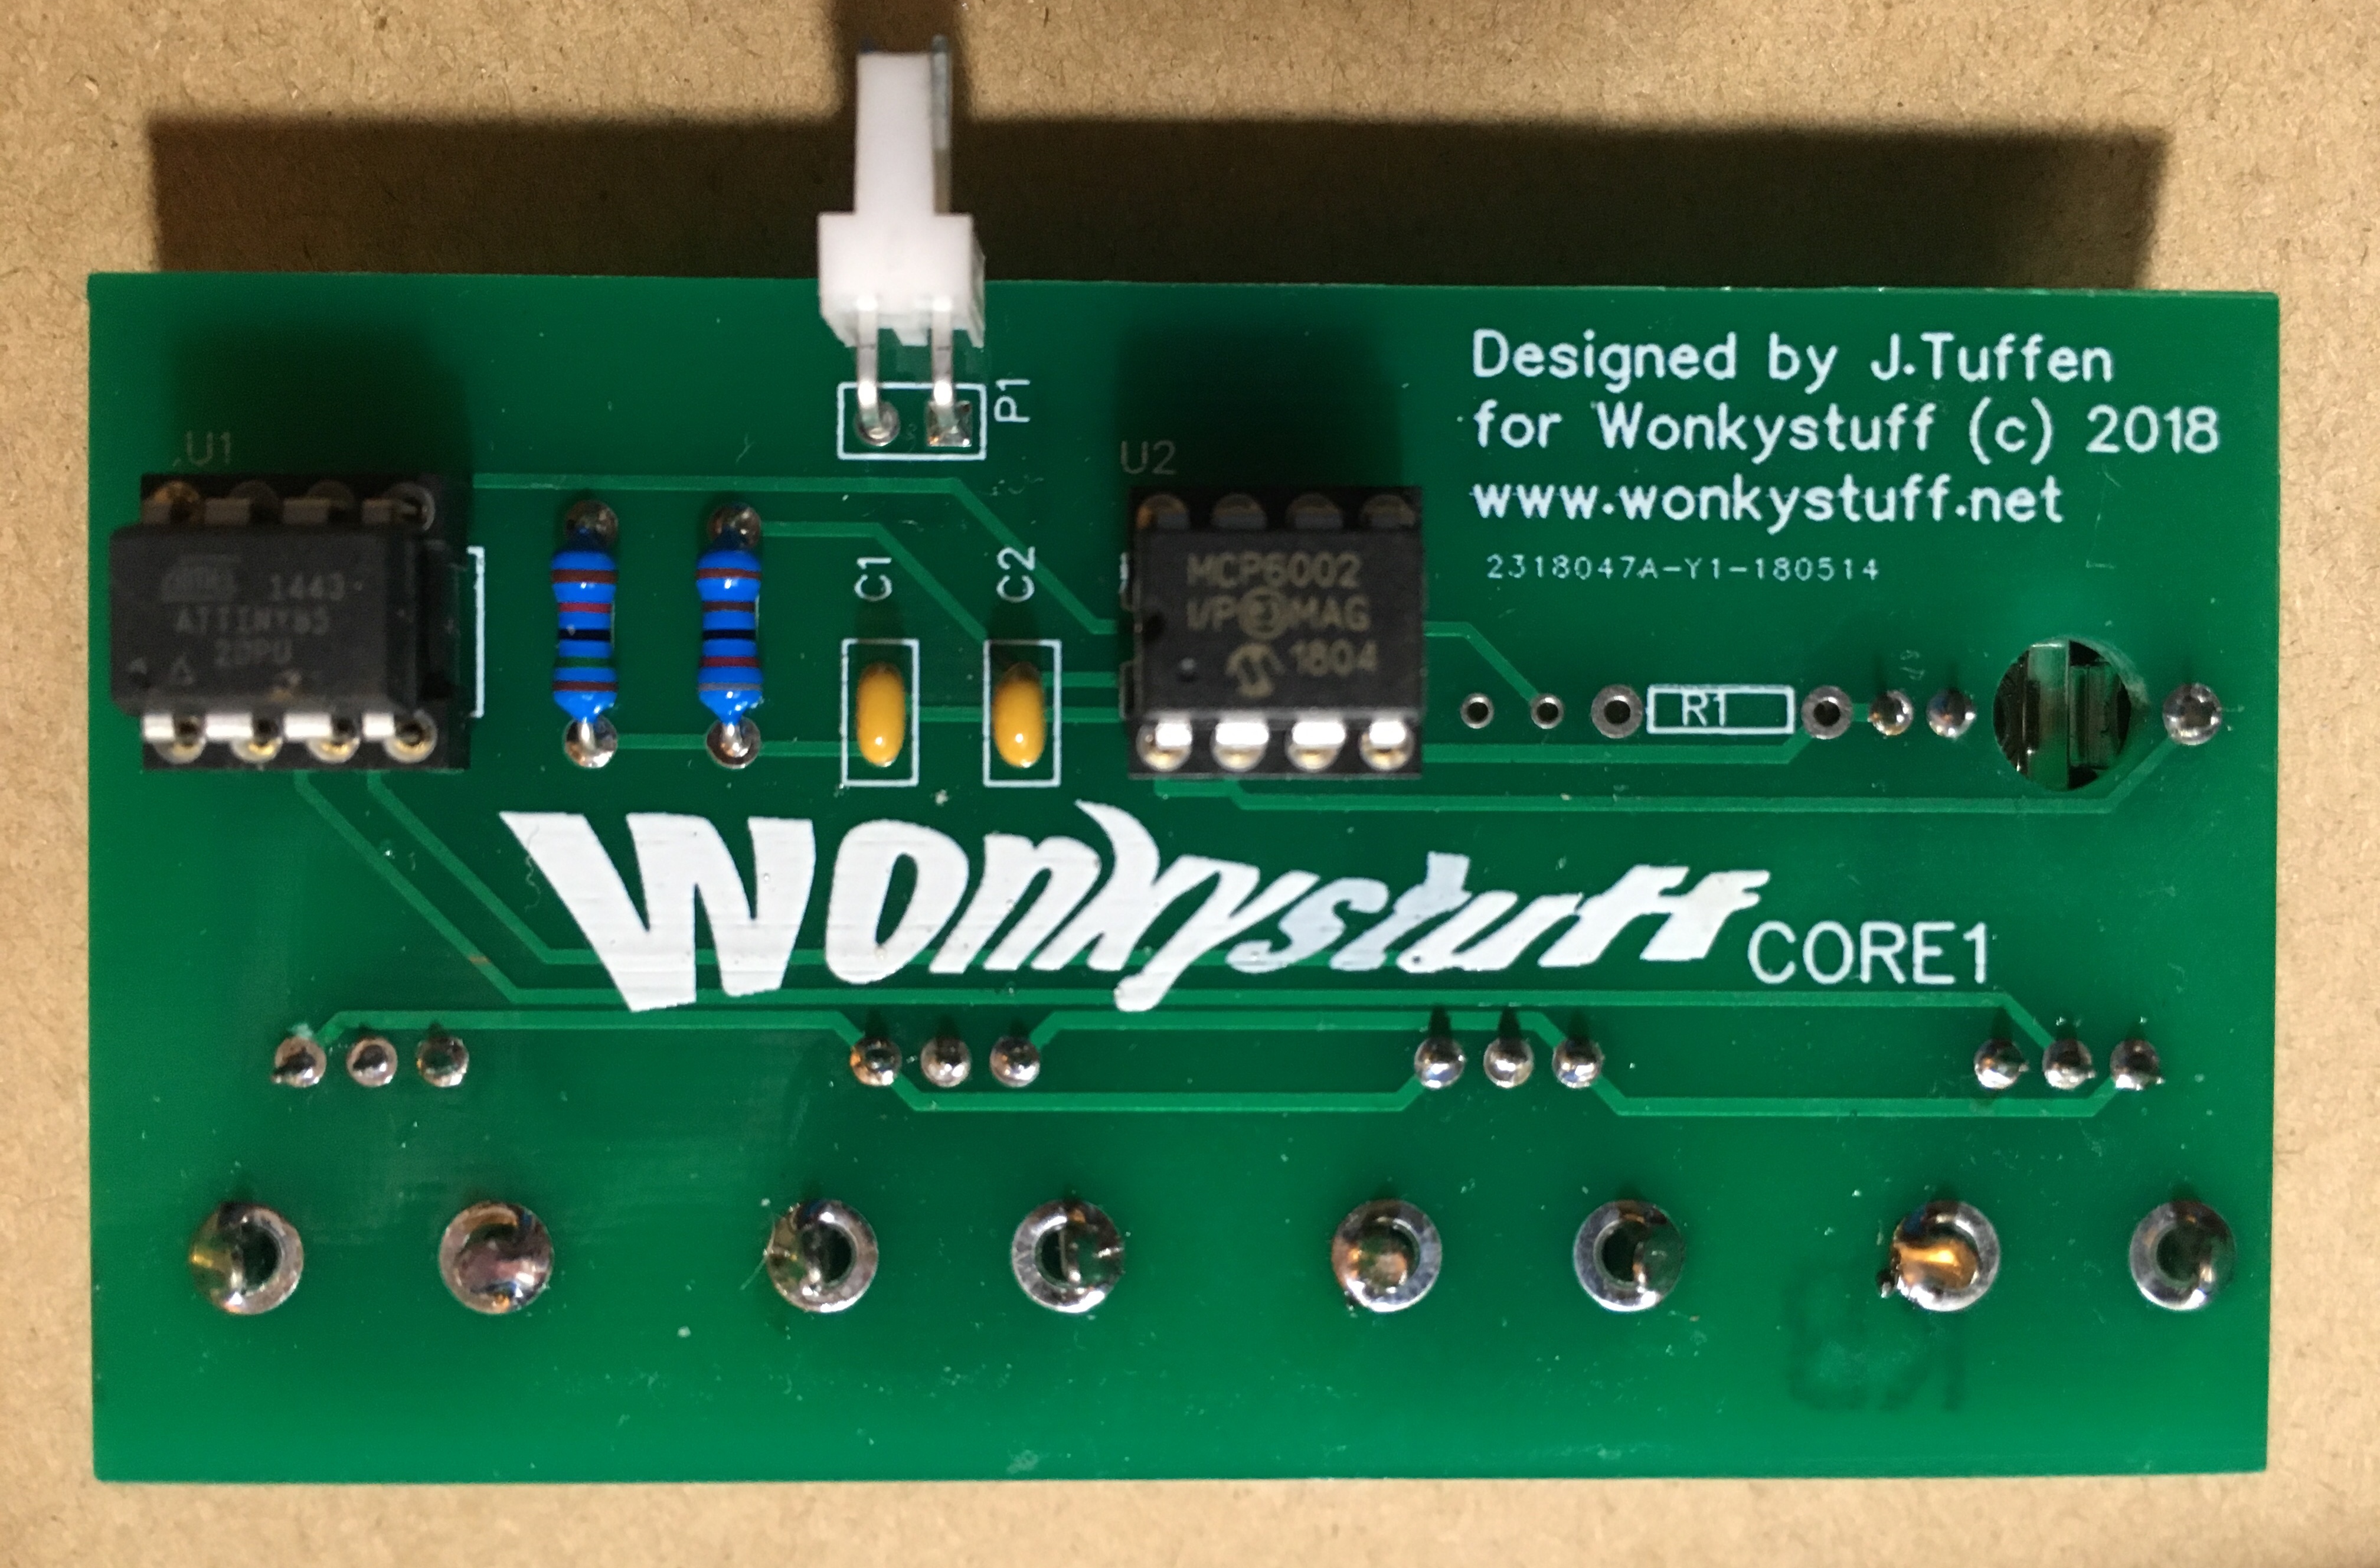 P1
Designed by J.Tuffen
for Wonkystuff (c) 2018
www.wonkystuff.net
2318047A-Y1-180514
U1
U2
1443
ATTINY85
20PU
C1
C2
MCP6002
I/P e3 MAG
1804
R1
Wonkystuff CORE1